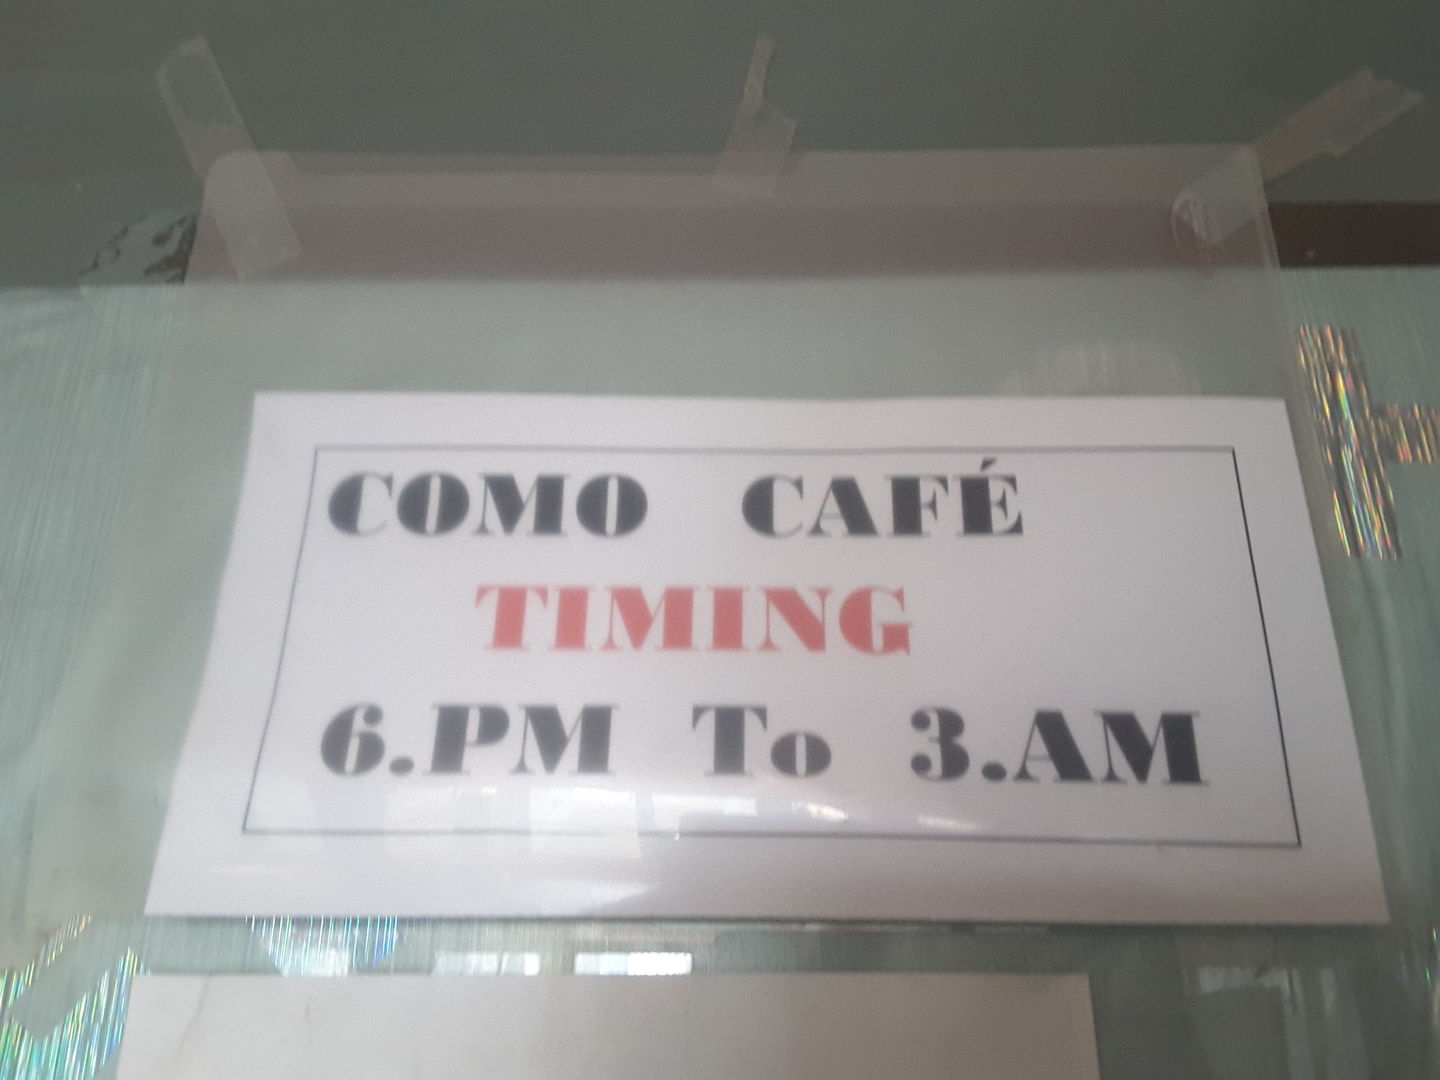 COMO CAFÉ
TIMING
6.PM To 3.AM